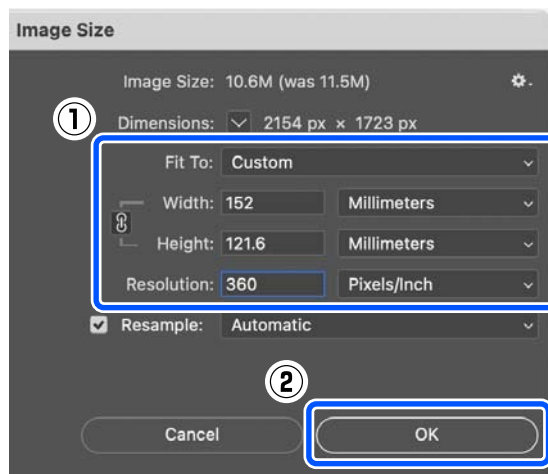 Image Size
Image Size: 10.6M (was 11.5M)
① Dimensions: 2154 px × 1723 px
Fit To: Custom
Width: 152 Millimeters
Height: 121.6 Millimeters
Resolution: 360 Pixels/Inch
Resample: Automatic
②
Cancel OK